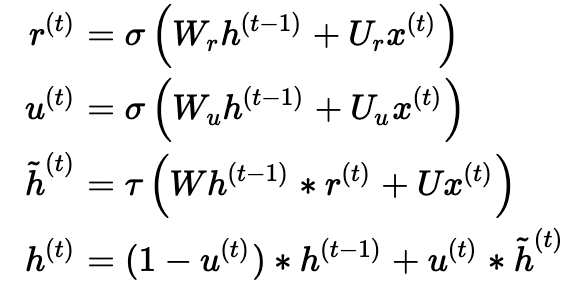 r^{(t)} = σ ( W_r h^{(t−1)} + U_r x^{(t)} )
u^{(t)} = σ ( W_u h^{(t−1)} + U_u x^{(t)} )
h̃^{(t)} = τ ( W h^{(t−1)} * r^{(t)} + U x^{(t)} )
h^{(t)} = (1 − u^{(t)}) * h^{(t−1)} + u^{(t)} * h̃^{(t)}